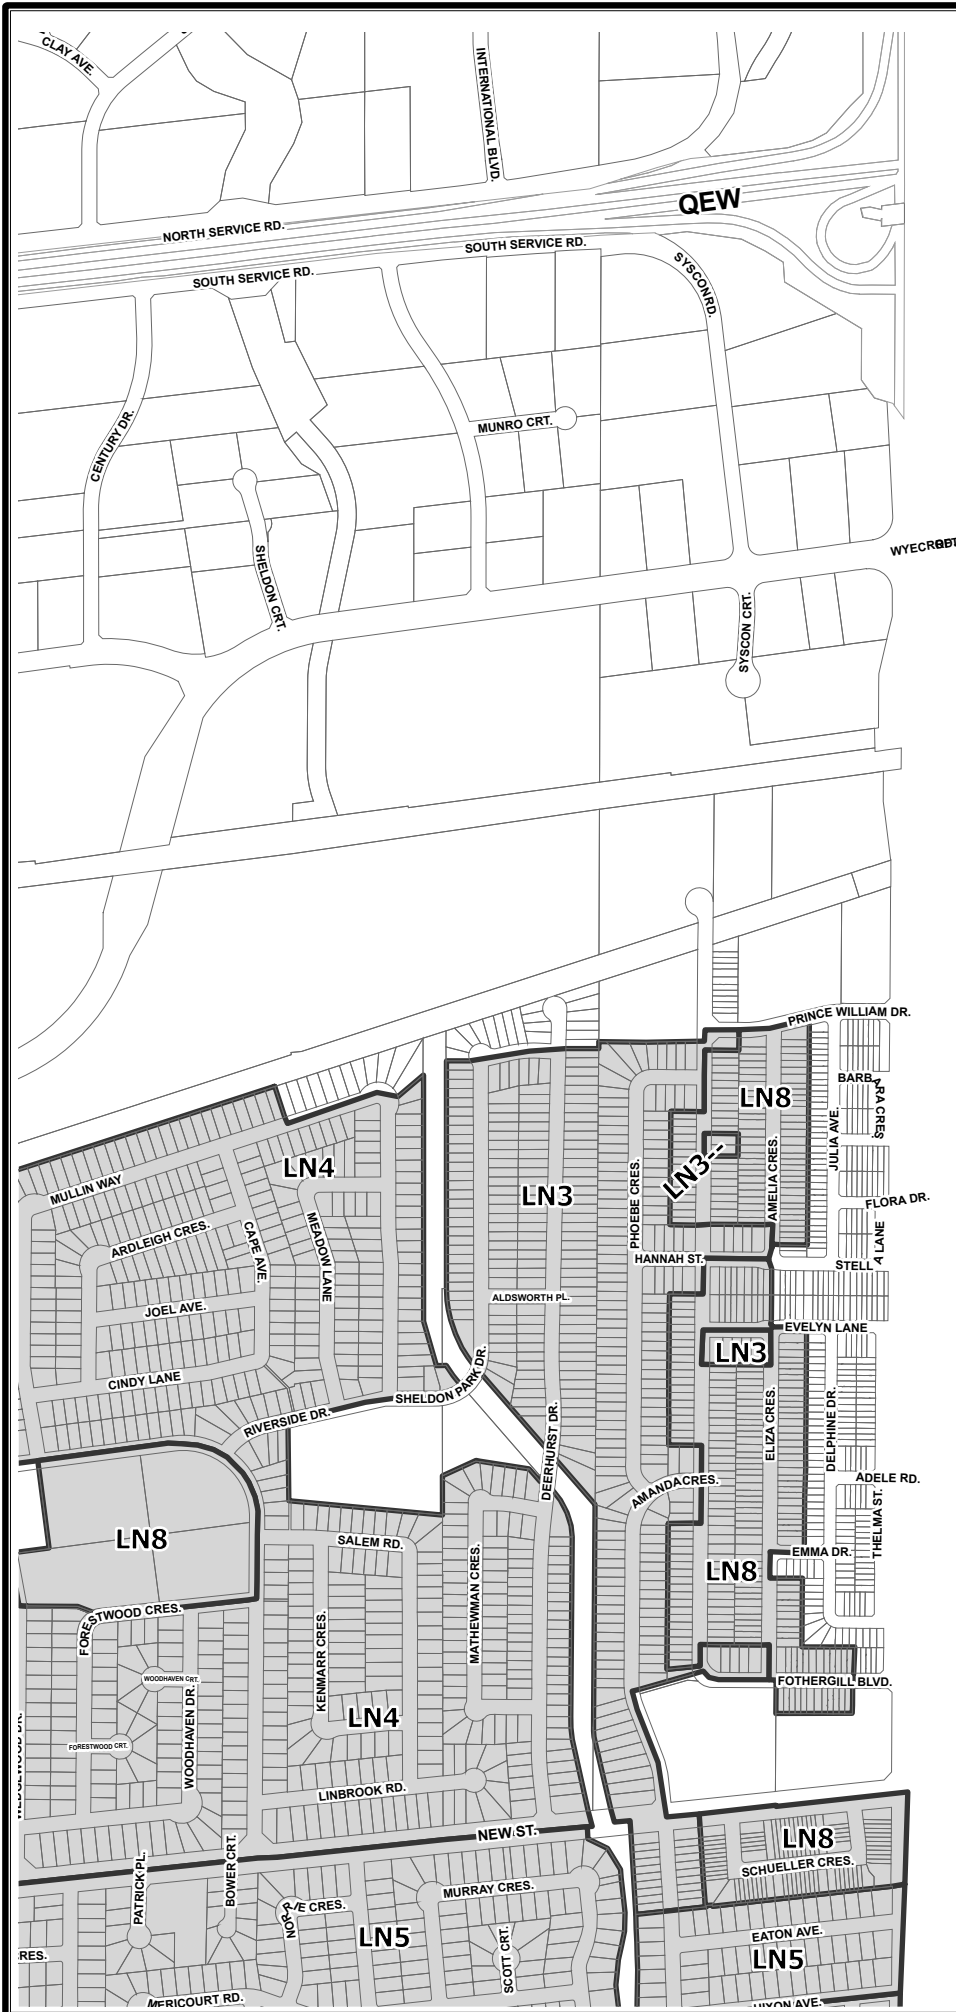 CLAY AVE.
INTERNATIONAL BLVD.
QEW
NORTH SERVICE RD.
SOUTH SERVICE RD.
SOUTH SERVICE RD.
SYSCON RD.
CENTURY DR.
MUNRO CRT.
SHELDON CRT.
SYSCON CRT.
PRINCE WILLIAM DR.
BARBARA CRES.
LN8
JULIA AVE.
AMELIA CRES.
LN3--
LN4
MULLIN WAY
LN3
PHOEBE CRES.
FLORA DR.
ARDLEIGH CRES.
CAPE AVE.
MEADOW LANE
HANNAH ST.
STELLA LANE
JOEL AVE.
ALDSWORTH PL.
EVELYN LANE
LN3
CINDY LANE
SHELDON PARK DR.
RIVERSIDE DR.
DEERHURST DR.
ELIZA CRES.
DELPHINE DR.
AMANDA CRES.
ADELE RD.
THELMA ST.
LN8
SALEM RD.
EMMA DR.
LN8
MATHEWMAN CRES.
FORESTWOOD CRES.
KENMARR CRES.
WOODHAVEN CRT.
WOODHAVEN DR.
FOTHERGILL BLVD.
LN4
FORESTWOOD CRT.
LINBROOK RD.
NEW ST.
LN8
SCHUELLER CRES.
PATRICK PL.
BOWER CRT.
MURRAY CRES.
NORRIE CRES.
LN5
SCOTT CRT.
EATON AVE.
LN5
CRES.
MERICOURT RD.